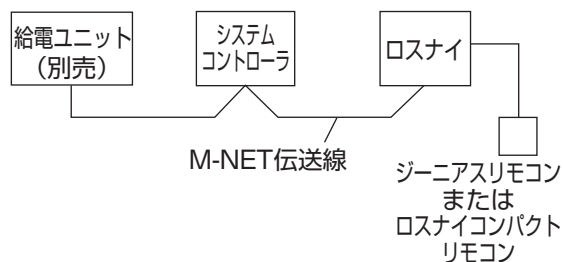 給電ユニット
（別売）
システム
コントローラ
ロスナイ
M-NET伝送線
ジーニアスリモコン
または
ロスナイコンパクト
リモコン